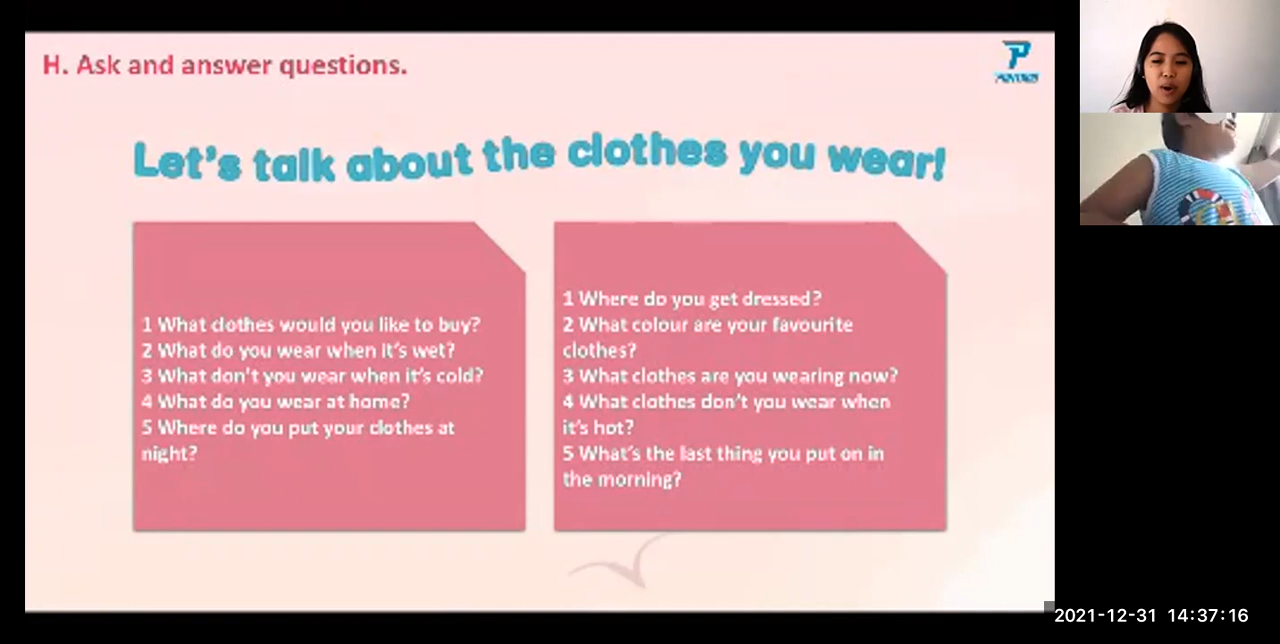 H. Ask and answer questions.
Let's talk about the clothes you wear!
1 What clothes would you like to buy?
2 What do you wear when it's wet?
3 What don't you wear when it's cold?
4 What do you wear at home?
5 Where do you put your clothes at
night?
1 Where do you get dressed?
2 What colour are your favourite
clothes?
3 What clothes are you wearing now?
4 What clothes don't you wear when
it's hot?
5 What's the last thing you put on in
the morning?
2021-12-31 14:37:16